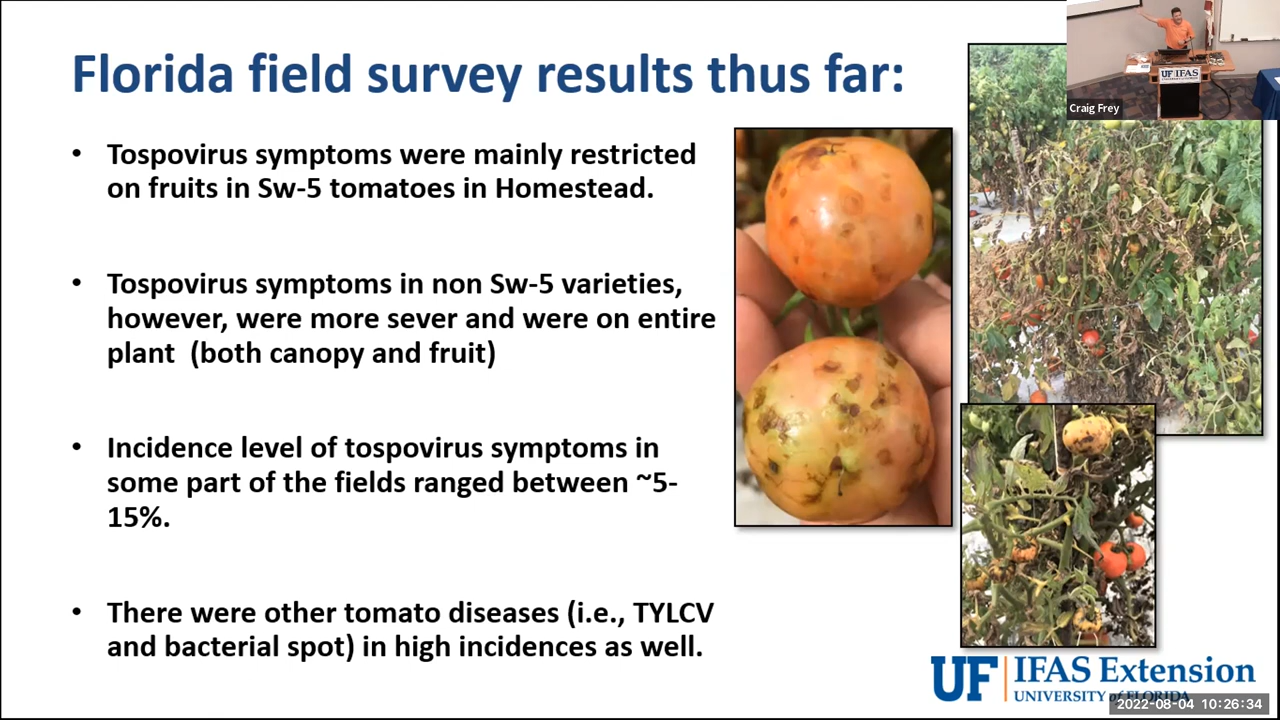 Florida field survey results thus far:
• Tospovirus symptoms were mainly restricted
on fruits in Sw-5 tomatoes in Homestead.
• Tospovirus symptoms in non Sw-5 varieties,
however, were more sever and were on entire
plant (both canopy and fruit)
• Incidence level of tospovirus symptoms in
some part of the fields ranged between ~5-
15%.
• There were other tomato diseases (i.e., TYLCV
and bacterial spot) in high incidences as well.
UF|IFAS
Craig Frey
UF IFAS Extension
UNIVERSITY of FLORIDA
2022-08-04 10:26:34